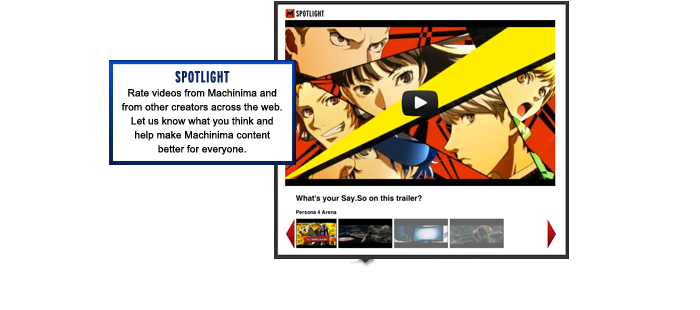 SPOTLIGHT
SPOTLIGHT
Rate videos from Machinima and
from other creators across the web.
Let us know what you think and
help make Machinima content
better for everyone.
What's your Say.So on this trailer?
Persona 4 Arena